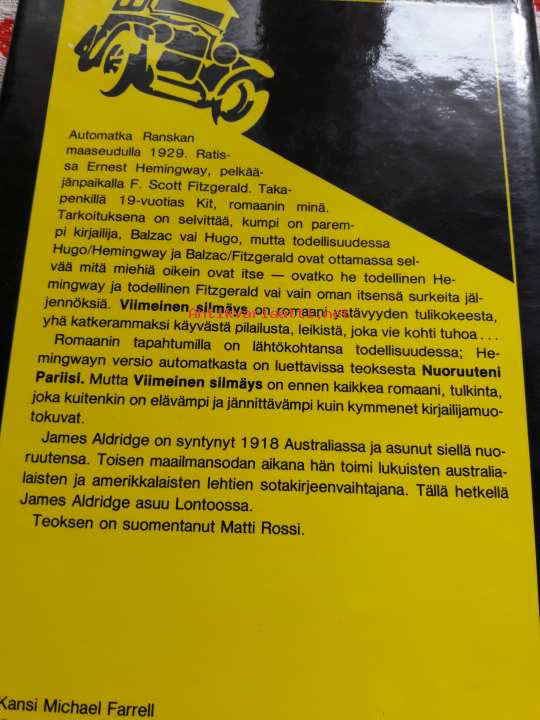 Automatka Ranskan
maaseudulla 1929. Ratis-
sa Ernest Hemingway, pelkää-
jänpaikalla F. Scott Fitzgerald. Taka-
penkillä 19-vuotias Kit, romaanin minä.
Tarkoituksena on selvittää, kumpi on parem-
pi kirjailija, Balzac vai Hugo, mutta todellisuudessa
Hugo/Hemingway ja Balzac/Fitzgerald ovat ottamassa sel-
vää mitä miehiä oikein ovat itse — ovatko he todellinen He-
mingway ja todellinen Fitzgerald vai vain oman itsensä surkeita jäl-
jennöksiä. Viimeinen silmäys on romaani ystävyyden tulikokeesta,
Antikvariaatti.net
yhä katkerammaksi käyvästä pilailusta, leikistä, joka vie kohti tuhoa...
Romaanin tapahtumilla on lähtökohtansa todellisuudessa; He-
mingwayn versio automatkasta on luettavissa teoksesta Nuoruuteni
Pariisi. Mutta Viimeinen silmäys on ennen kaikkea romaani, tulkinta,
joka kuitenkin on elävämpi ja jännittävämpi kuin kymmenet kirjailijamuo-
tokuvat.
James Aldridge on syntynyt 1918 Australiassa ja asunut siellä nuo-
ruutensa. Toisen maailmansodan aikana hän toimi lukuisten australia-
laisten ja amerikkalaisten lehtien sotakirjeenvaihtajana. Tällä hetkellä
James Aldridge asuu Lontoossa.
Teoksen on suomentanut Matti Rossi.
Kansi Michael Farrell